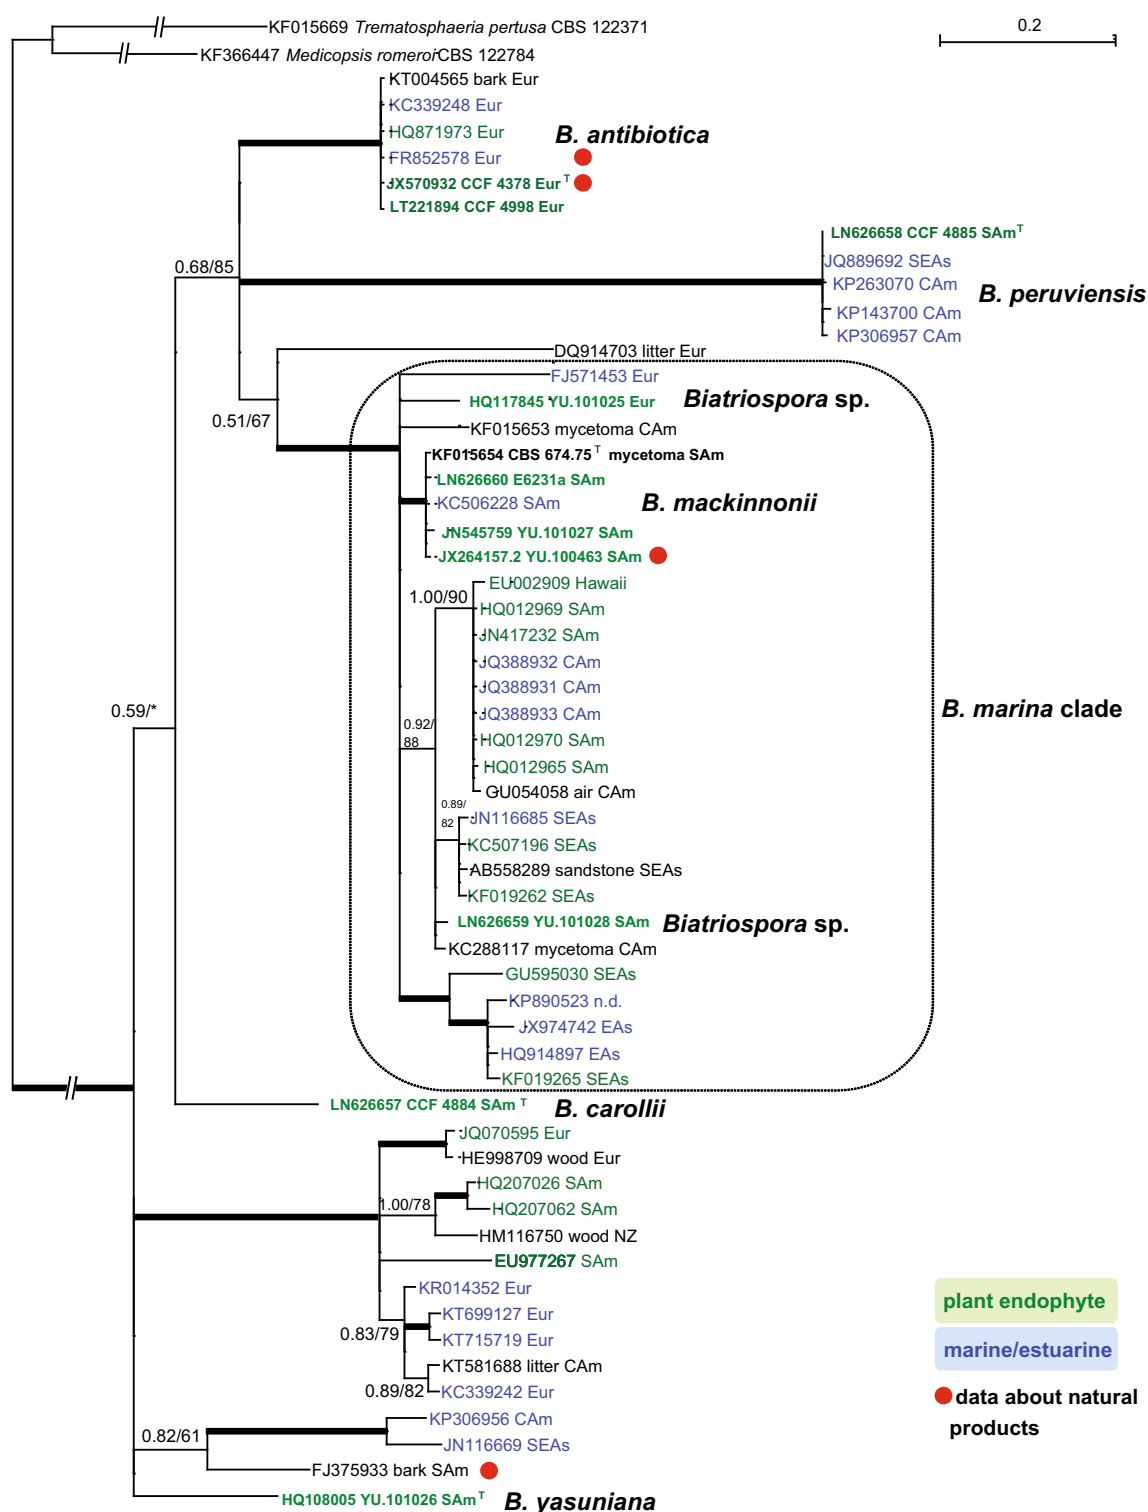 KF015669 Trematosphaeria pertusa CBS 122371
0.2
KF366447 Medicopsis romeroi CBS 122784
KT004565 bark Eur
KC339248 Eur
HQ871973 Eur
B. antibiotica
FR852578 Eur
JX570932 CCF 4378 Eur T
LT221894 CCF 4998 Eur
LN626658 CCF 4885 SAm T
JQ889692 SEAs
0.68/85
KP263070 CAm
B. peruviensis
KP143700 CAm
KP306957 CAm
DQ914703 litter Eur
FJ571453 Eur
HQ117845 YU.101025 Eur
Biatriospora sp.
0.51/67
KF015653 mycetoma CAm
KF015654 CBS 674.75 T mycetoma SAm
LN626660 E6231a SAm
KC506228 SAm
B. mackinnonii
JN545759 YU.101027 SAm
JX264157.2 YU.100463 SAm
EU002909 Hawaii
1.00/90
HQ012969 SAm
JN417232 SAm
JQ388932 CAm
JQ388931 CAm
0.59/*
JQ388933 CAm
B. marina clade
0.92/
88
HQ012970 SAm
HQ012965 SAm
GU054058 air CAm
0.89/
82
JN116685 SEAs
KC507196 SEAs
AB558289 sandstone SEAs
KF019262 SEAs
LN626659 YU.101028 SAm
Biatriospora sp.
KC288117 mycetoma CAm
GU595030 SEAs
KP890523 n.d.
JX974742 EAs
HQ914897 EAs
KF019265 SEAs
LN626657 CCF 4884 SAm T
B. carollii
JQ070595 Eur
HE998709 wood Eur
HQ207026 SAm
1.00/78
HQ207062 SAm
HM116750 wood NZ
EU977267 SAm
KR014352 Eur
plant endophyte
KT699127 Eur
0.83/79
KT715719 Eur
marine/estuarine
KT581688 litter CAm
0.89/82
KC339242 Eur
data about natural
products
KP306956 CAm
0.82/61
JN116669 SEAs
FJ375933 bark SAm
HQ108005 YU.101026 SAm T
B. yasuniana